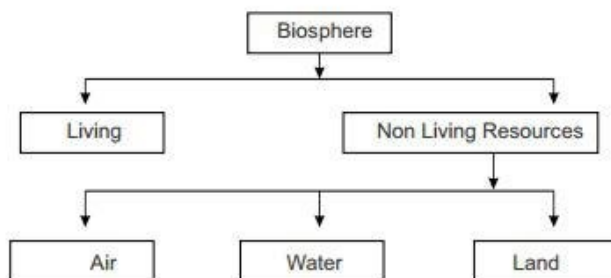 Biosphere
Living
Non Living Resources
Air
Water
Land